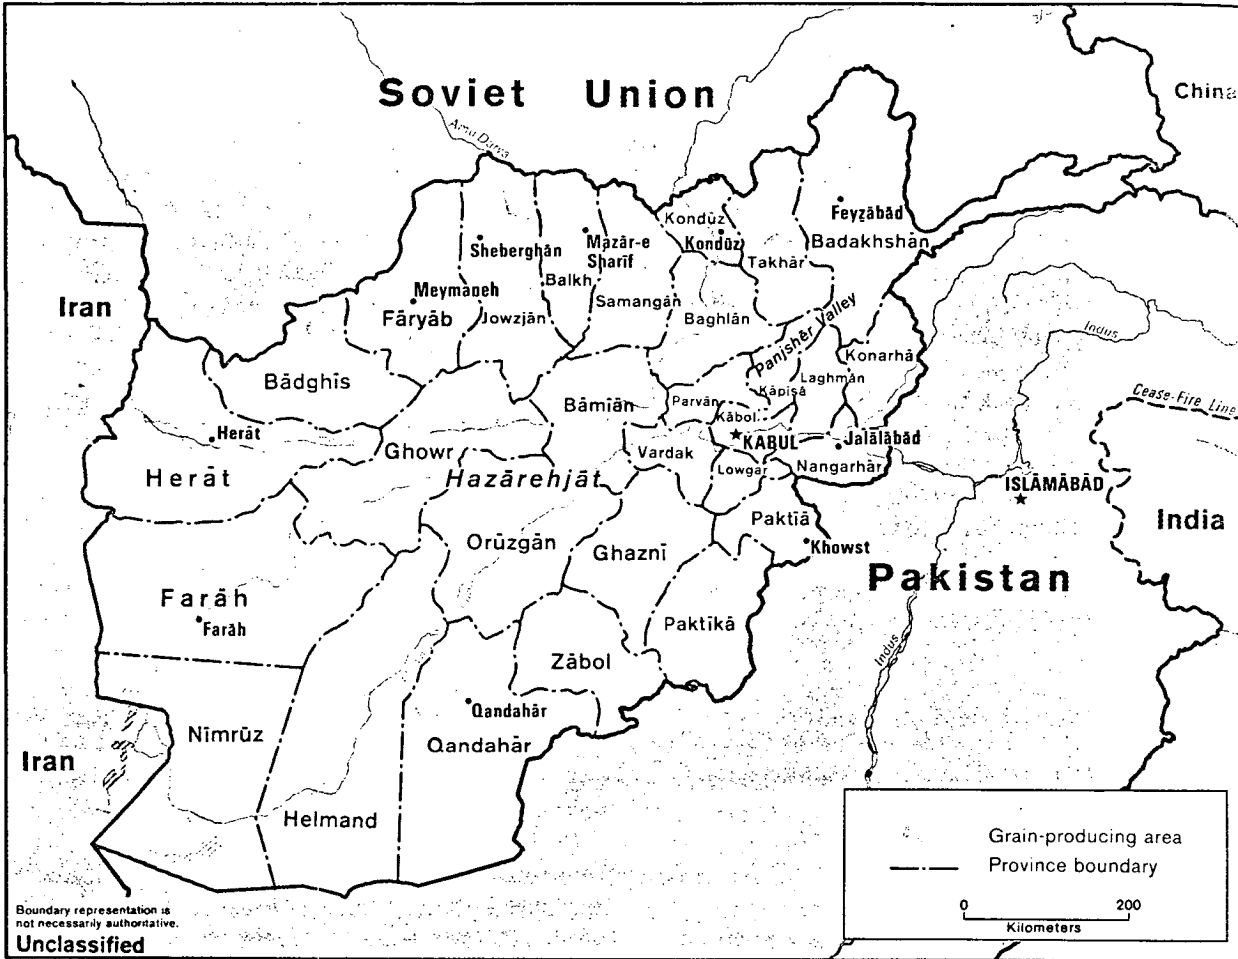 Soviet Union
China
Amu Darya
Feyẕābād
Badakhshān
Kondūz
Kondūz
Takhār
Sheberghān
Mazār-e
Sharīf
Balkh
Samangān
Baghlān
Meymaneh
Fāryāb
Jowzjān
Iran
Panjshēr Valley
Konarhā
Indus
Laghmān
Kāpīsā
Bādghīs
Bāmīān
Parvān
Kābol
KABUL
Cease-Fire Line
Herāt
Herāt
Ghowr
Vardak
Jalālābād
Lowgar
Nangarhār
Hazārehjāt
ISLĀMĀBĀD
Paktīā
India
Orūzgān
Ghaznī
Khowst
Pakistan
Farāh
Farāh
Paktīkā
Zābol
Indus
Qandahār
Qandahār
Nīmrūz
Iran
Helmand
Grain-producing area
Province boundary
0 200
Kilometers
Boundary representation is
not necessarily authoritative.
Unclassified